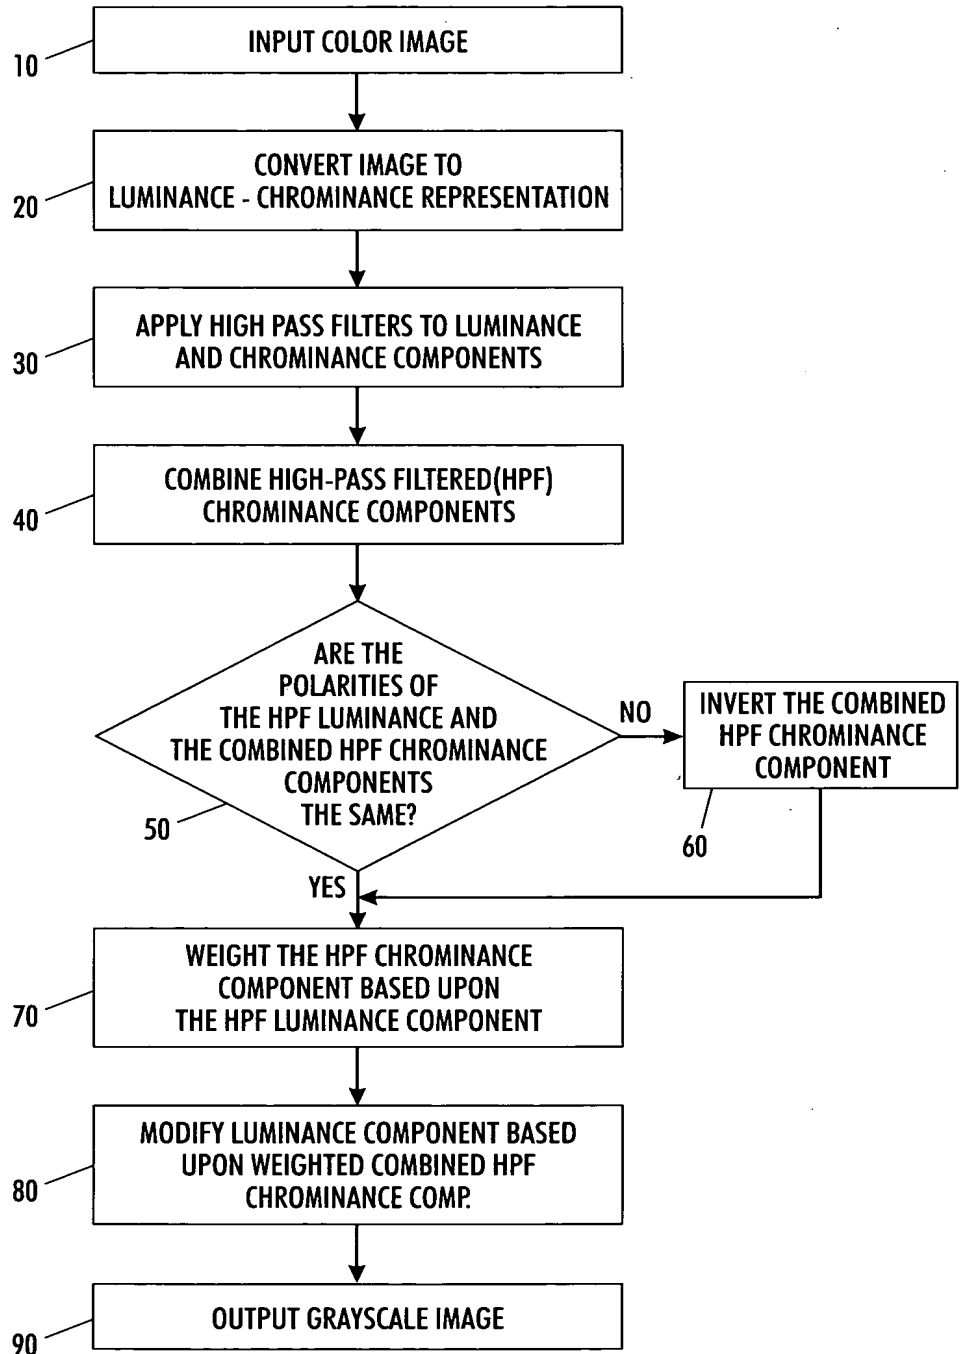 INPUT COLOR IMAGE
10
CONVERT IMAGE TO
LUMINANCE - CHROMINANCE REPRESENTATION
20
APPLY HIGH PASS FILTERS TO LUMINANCE
AND CHROMINANCE COMPONENTS
30
COMBINE HIGH-PASS FILTERED(HPF)
CHROMINANCE COMPONENTS
40
ARE THE
POLARITIES OF
THE HPF LUMINANCE AND
THE COMBINED HPF CHROMINANCE
COMPONENTS
THE SAME?
50
NO
INVERT THE COMBINED
HPF CHROMINANCE
COMPONENT
60
YES
WEIGHT THE HPF CHROMINANCE
COMPONENT BASED UPON
THE HPF LUMINANCE COMPONENT
70
MODIFY LUMINANCE COMPONENT BASED
UPON WEIGHTED COMBINED HPF
CHROMINANCE COMP.
80
OUTPUT GRAYSCALE IMAGE
90